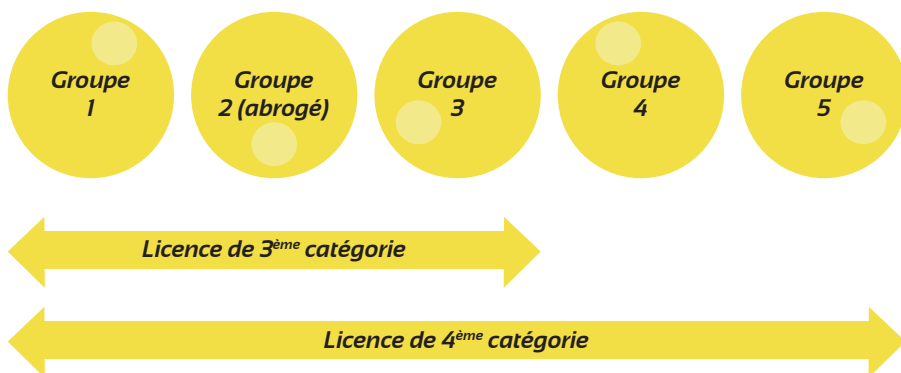 Groupe
1
Groupe
2 (abrogé)
Groupe
3
Groupe
4
Groupe
5
Licence de 3ème catégorie
Licence de 4ème catégorie